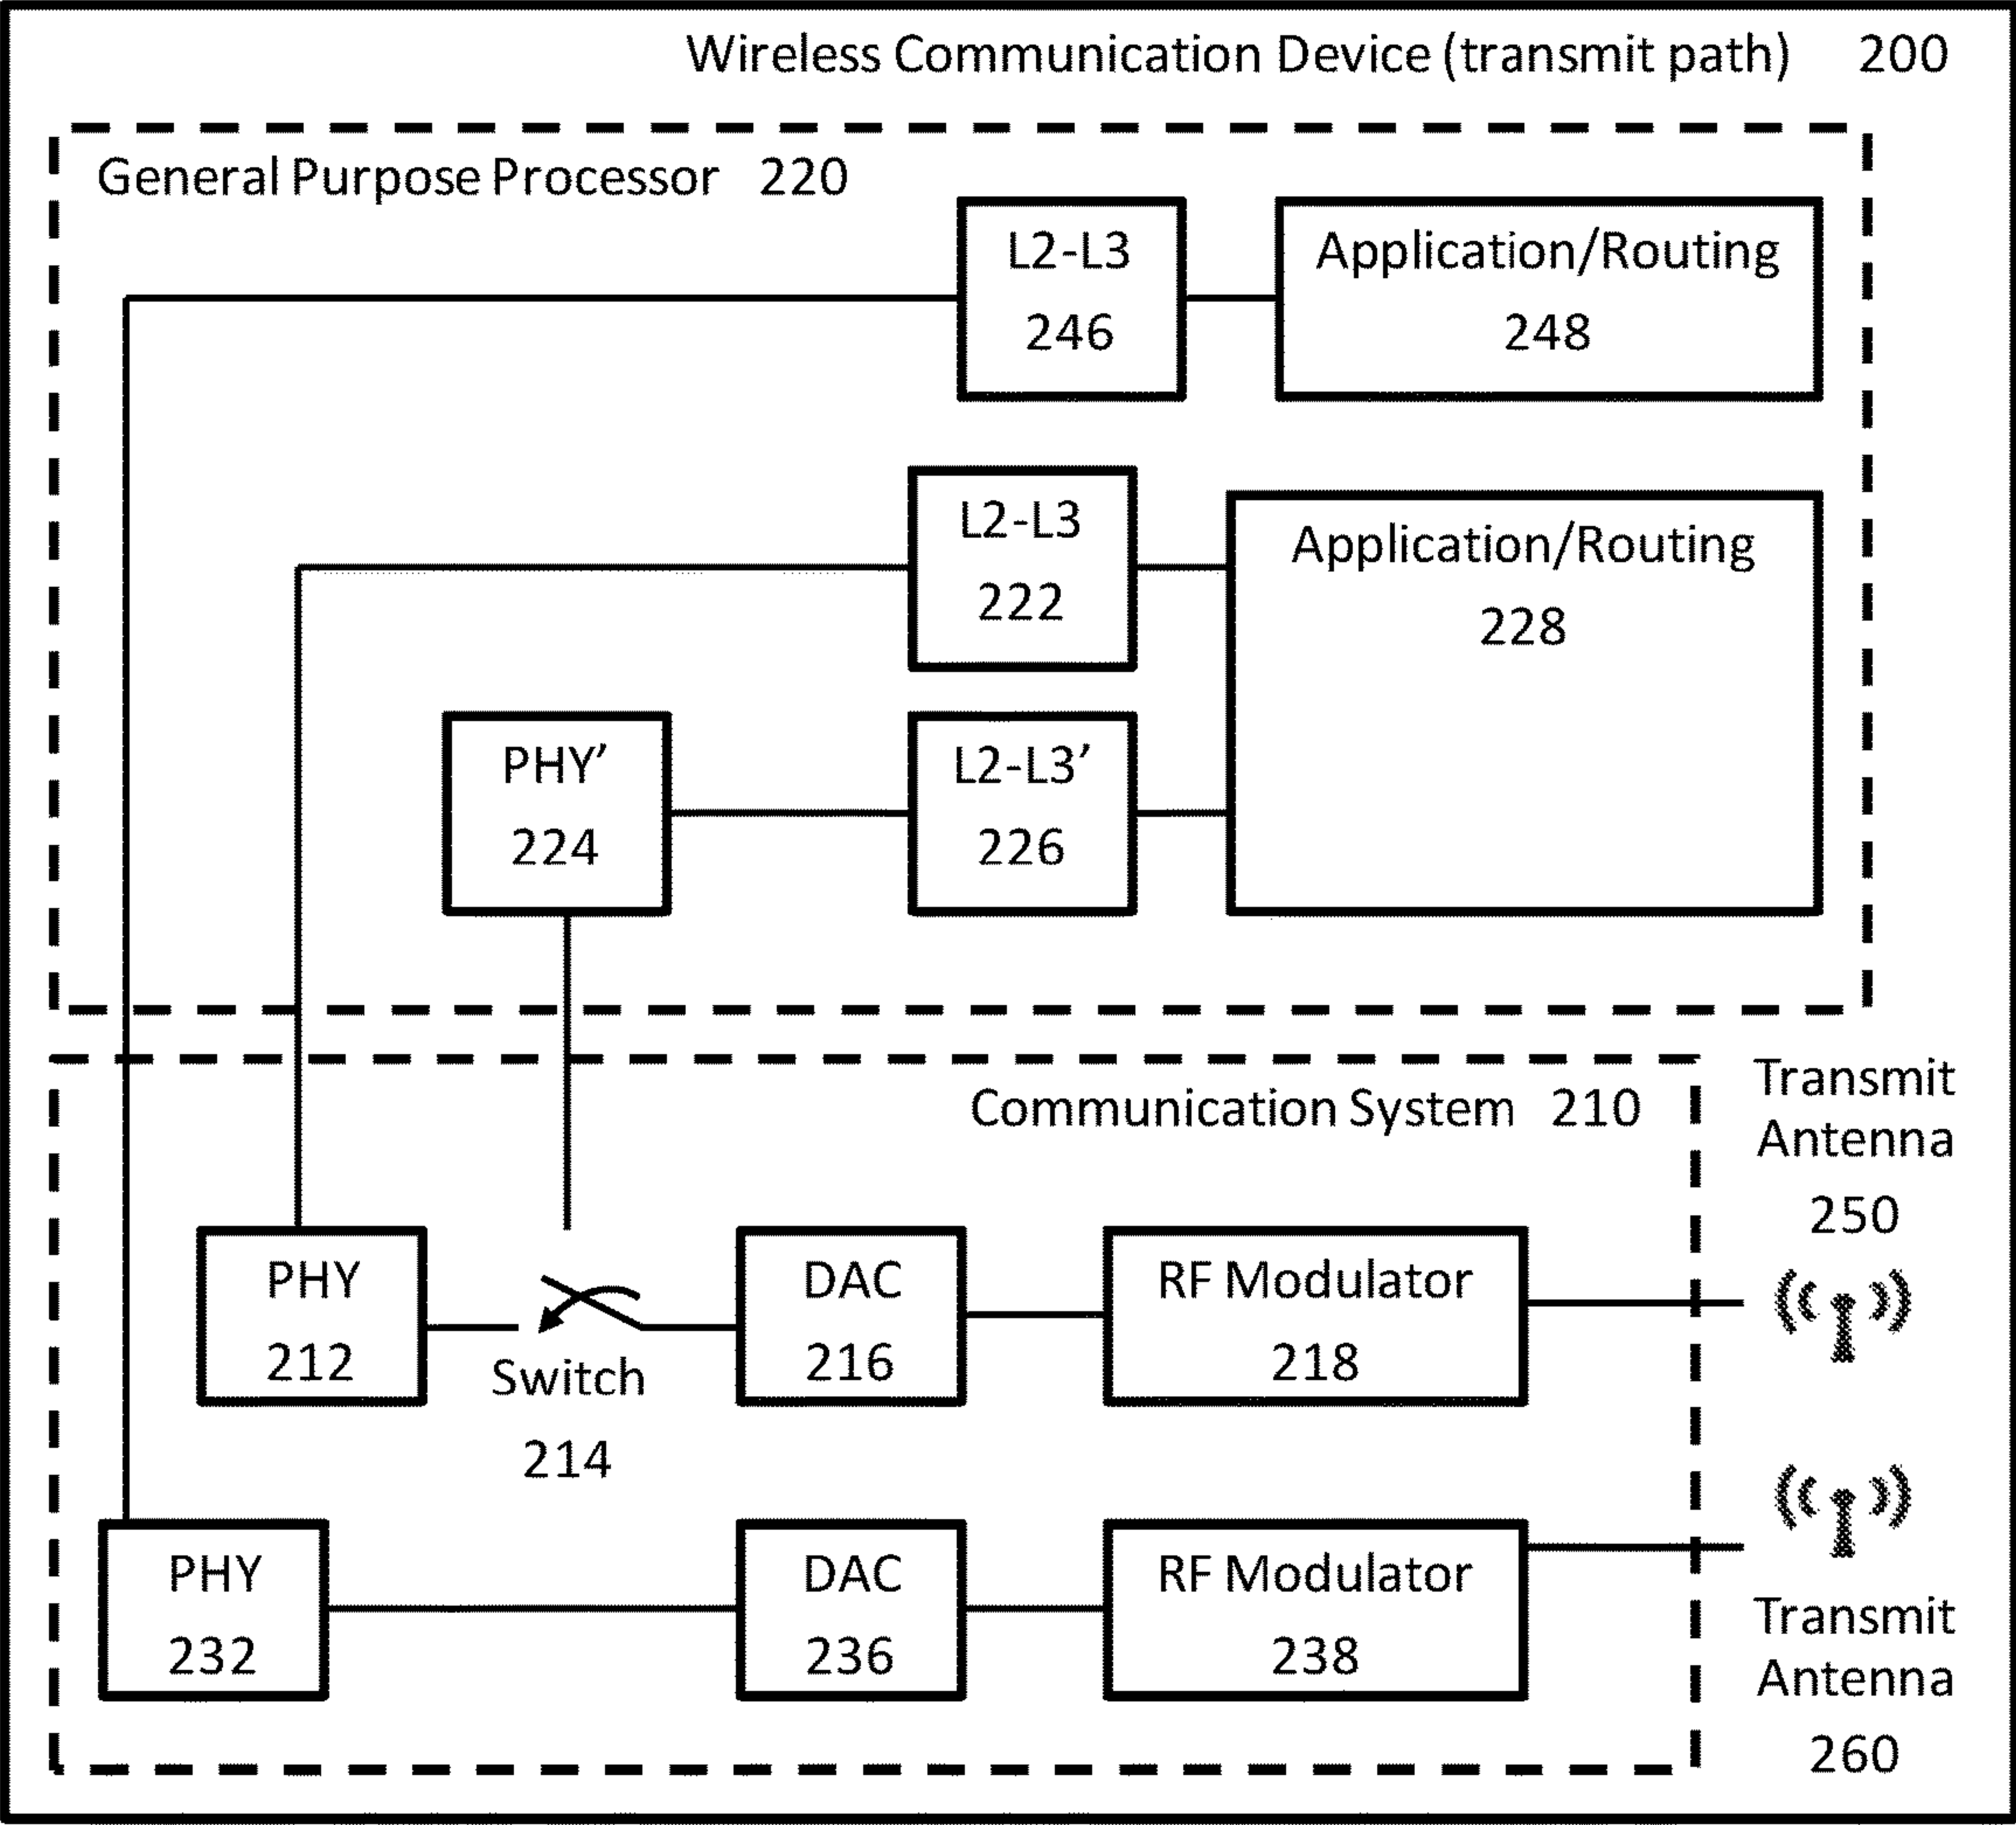 Wireless Communication Device (transmit path) 200
General Purpose Processor 220
L2-L3
246
Application/Routing
248
L2-L3
222
Application/Routing
228
PHY’
224
L2-L3’
226
Communication System 210
Transmit
Antenna
250
PHY
212
Switch
214
DAC
216
RF Modulator
218
PHY
232
DAC
236
RF Modulator
238
Transmit
Antenna
260